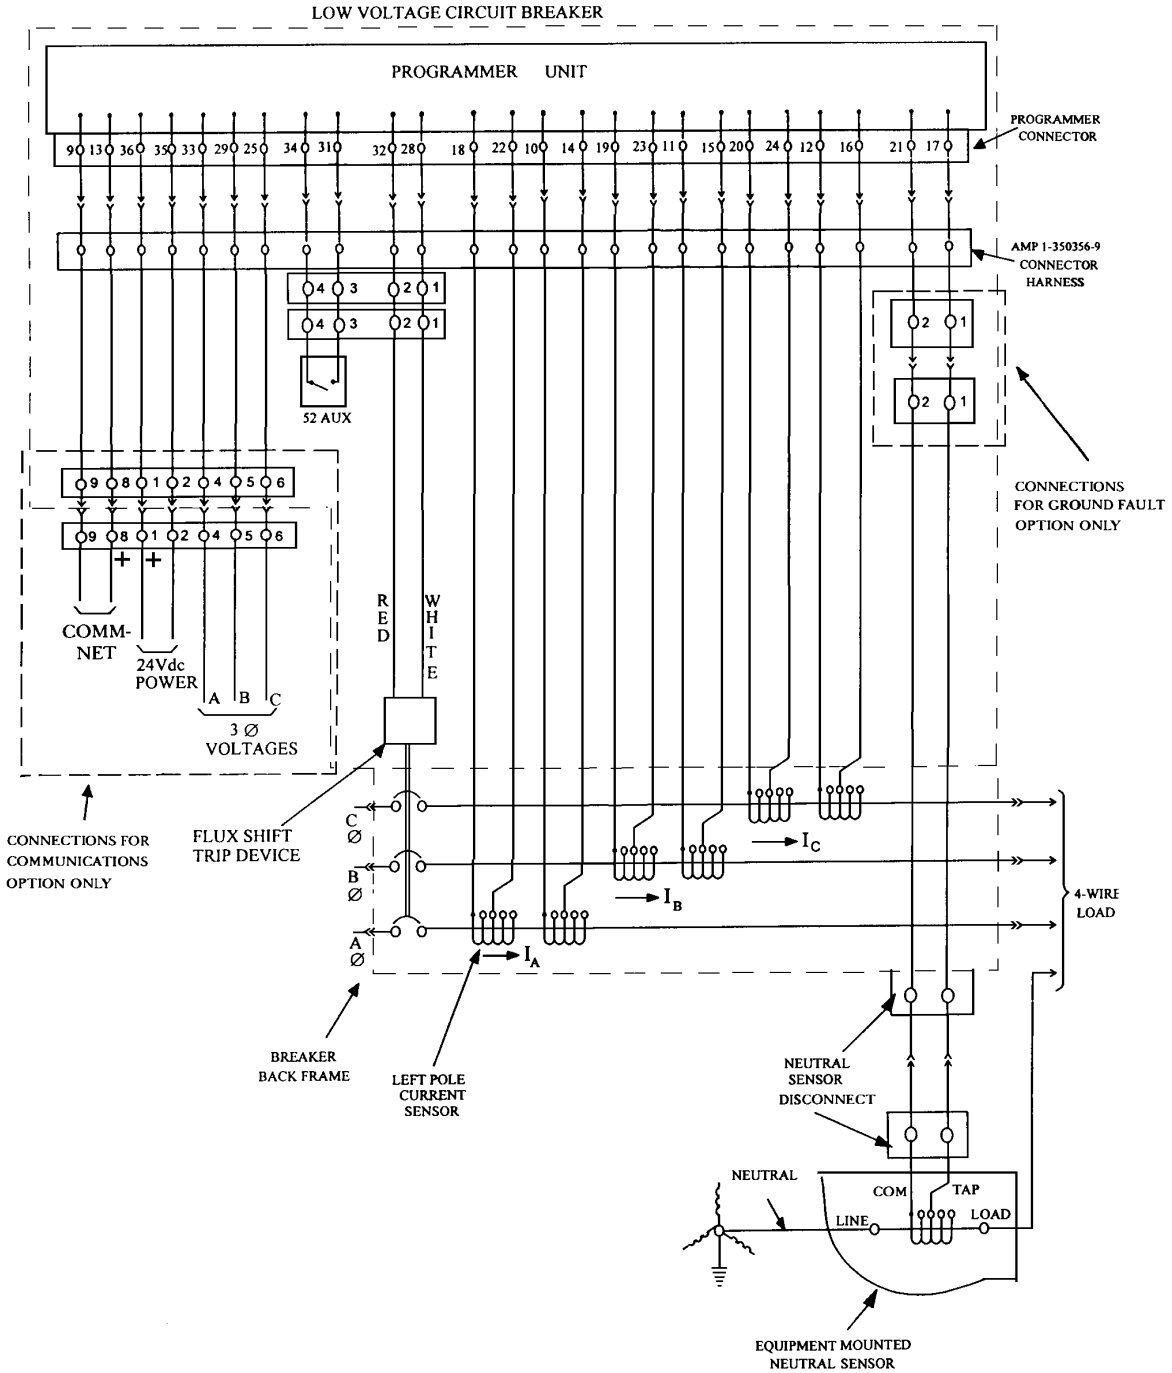 LOW VOLTAGE CIRCUIT BREAKER
PROGRAMMER UNIT
PROGRAMMER
CONNECTOR
9 13 36 35 33 29 25 34 31 32 28 18 22 10 14 19 23 11 15 20 24 12 16 21 17
AMP 1-350356-9
CONNECTOR
HARNESS
4 3 2 1
4 3 2 1
2 1
2 1
52 AUX
CONNECTIONS
FOR GROUND FAULT
OPTION ONLY
9 8 1 2 4 5 6
9 8 1 2 4 5 6
+ +
RED
WHITE
COMM-
NET
24Vdc
POWER
A B C
3 Ø
VOLTAGES
CONNECTIONS FOR
COMMUNICATIONS
OPTION ONLY
FLUX SHIFT
TRIP DEVICE
C
Ø
B
Ø
A
Ø
IC
IB
IA
4-WIRE
LOAD
BREAKER
BACK FRAME
LEFT POLE
CURRENT
SENSOR
NEUTRAL
SENSOR
DISCONNECT
NEUTRAL
COM TAP
LINE LOAD
EQUIPMENT MOUNTED
NEUTRAL SENSOR